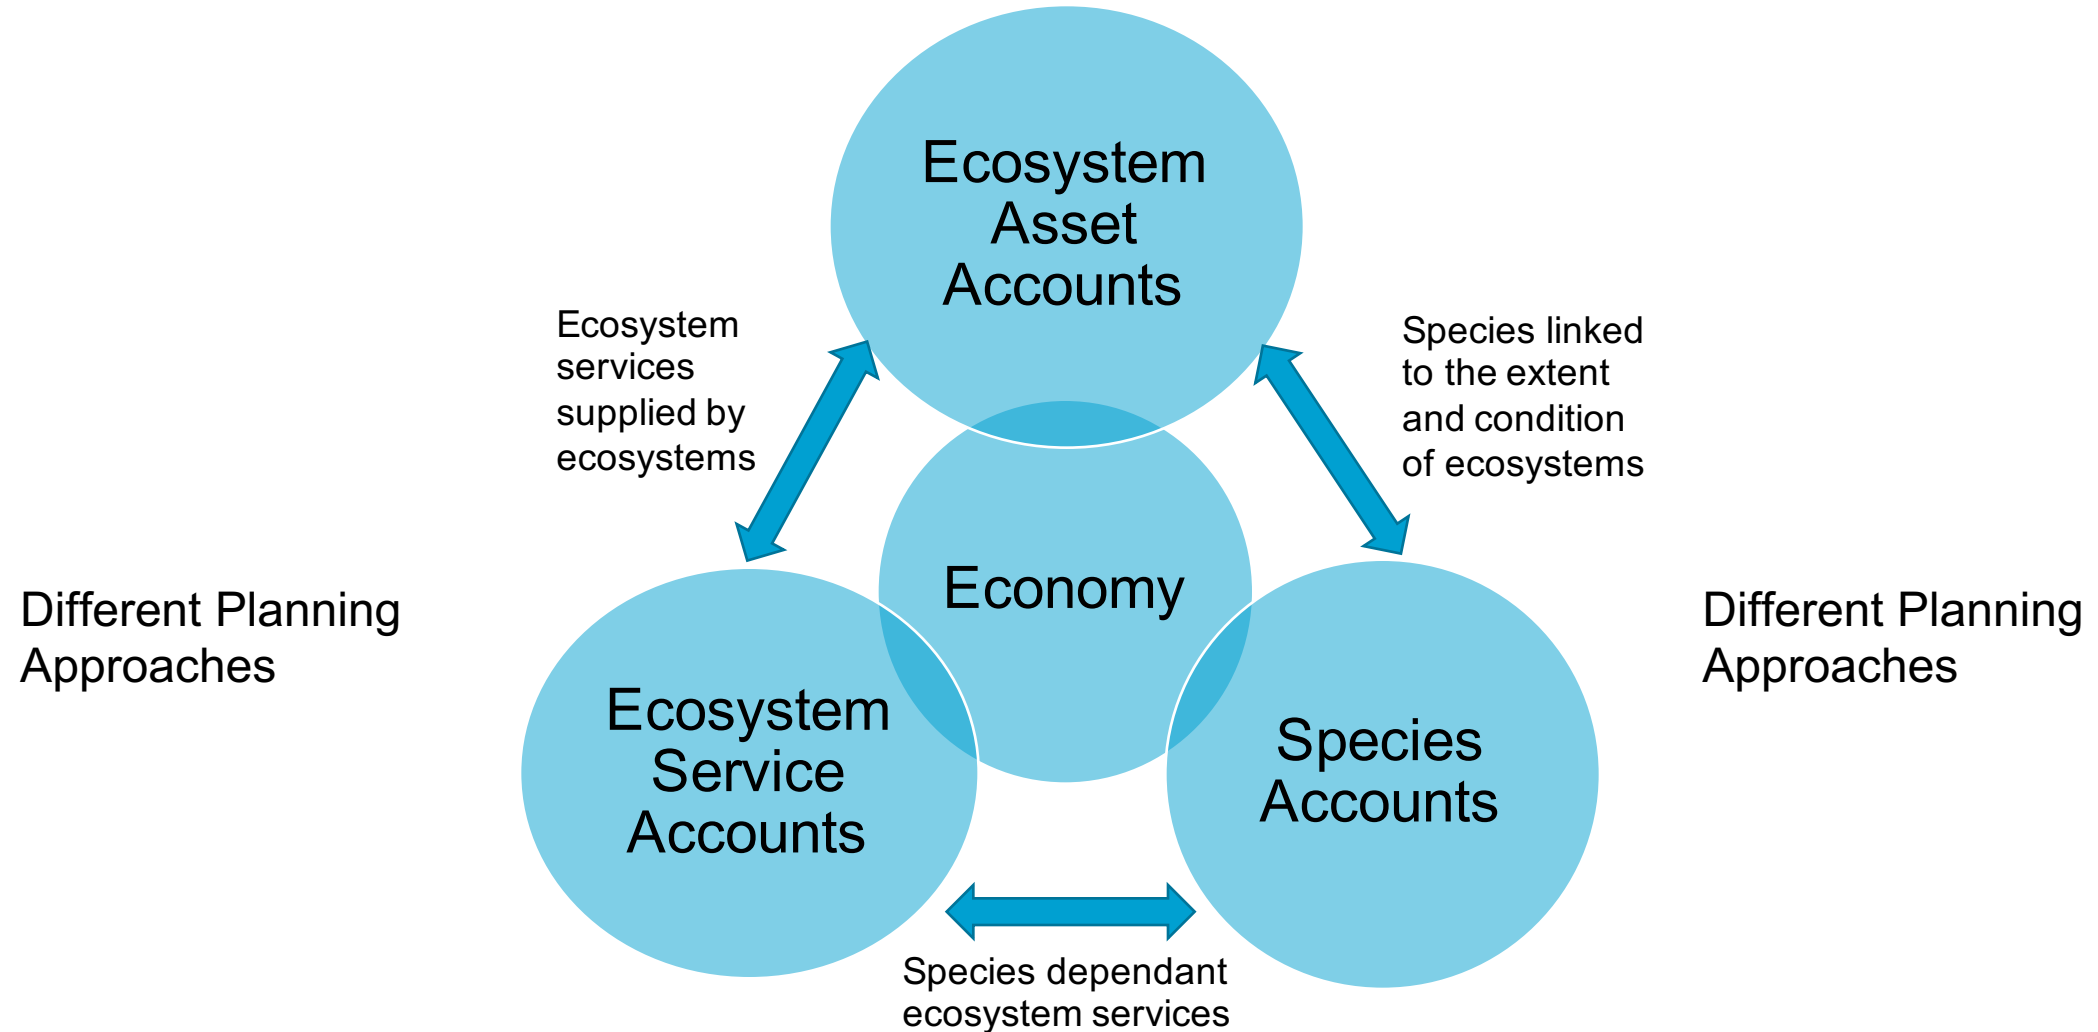 Ecosystem
Asset
Accounts
Ecosystem
services
supplied by
ecosystems
Species linked
to the extent
and condition
of ecosystems
Different Planning
Approaches
Economy
Different Planning
Approaches
Ecosystem
Service
Accounts
Species
Accounts
Species dependant
ecosystem services